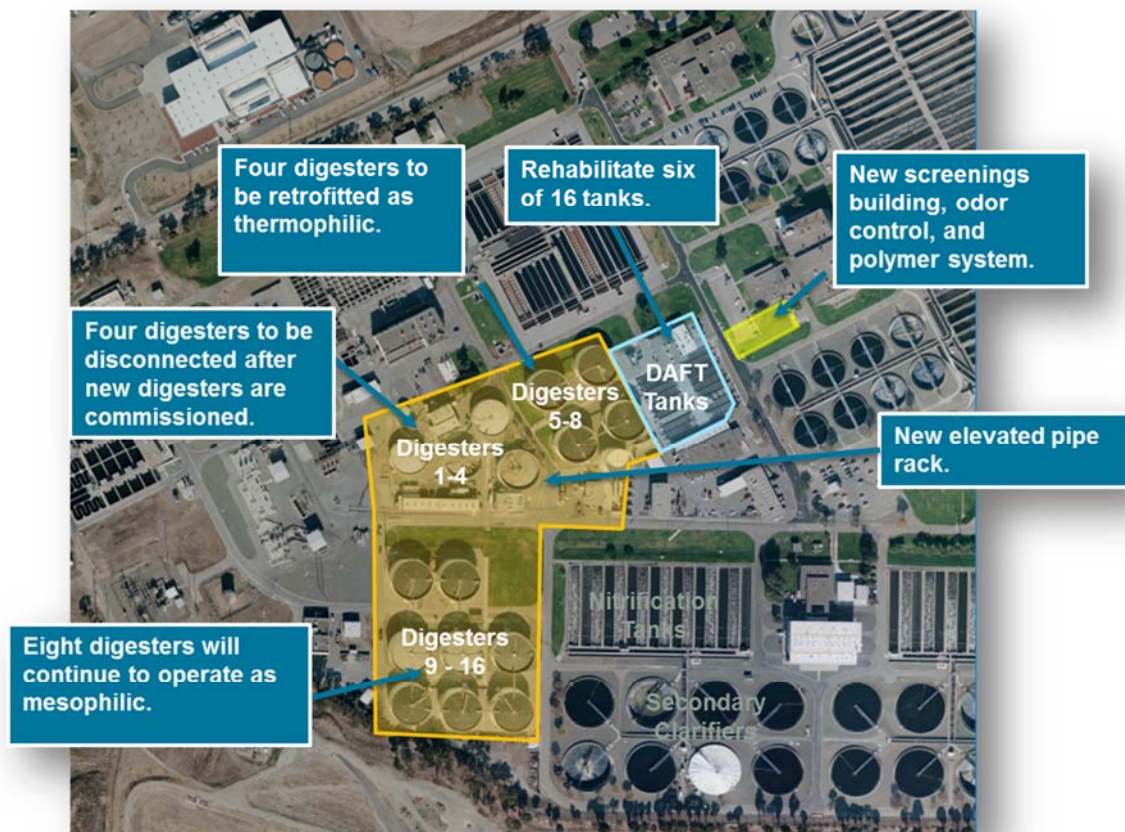 Four digesters to
be retrofitted as
thermophilic.
Rehabilitate six
of 16 tanks.
New screenings
building, odor
control, and
polymer system.
Four digesters to be
disconnected after
new digesters are
commissioned.
DAFT
Tanks
Digesters
5-8
Digesters
1-4
New elevated pipe
rack.
Nitrification
Tanks
Digesters
9 - 16
Eight digesters will
continue to operate as
mesophilic.
Secondary
Clarifiers